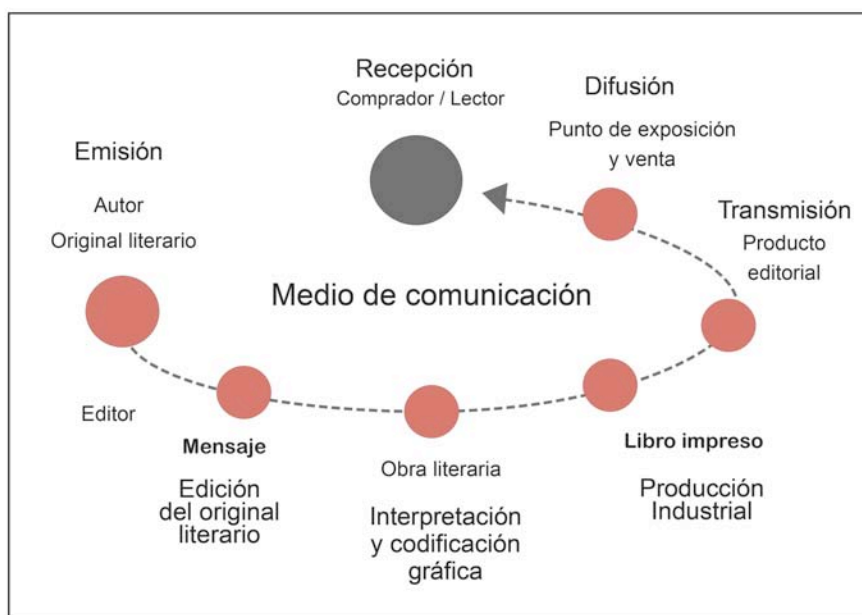 Recepción
Comprador / Lector
Difusión
Punto de exposición
y venta
Emisión
Autor
Original literario
Transmisión
Producto
editorial
Medio de comunicación
Editor
Mensaje
Edición
del original
literario
Obra literaria
Interpretación
y codificación
gráfica
Libro impreso
Producción
Industrial